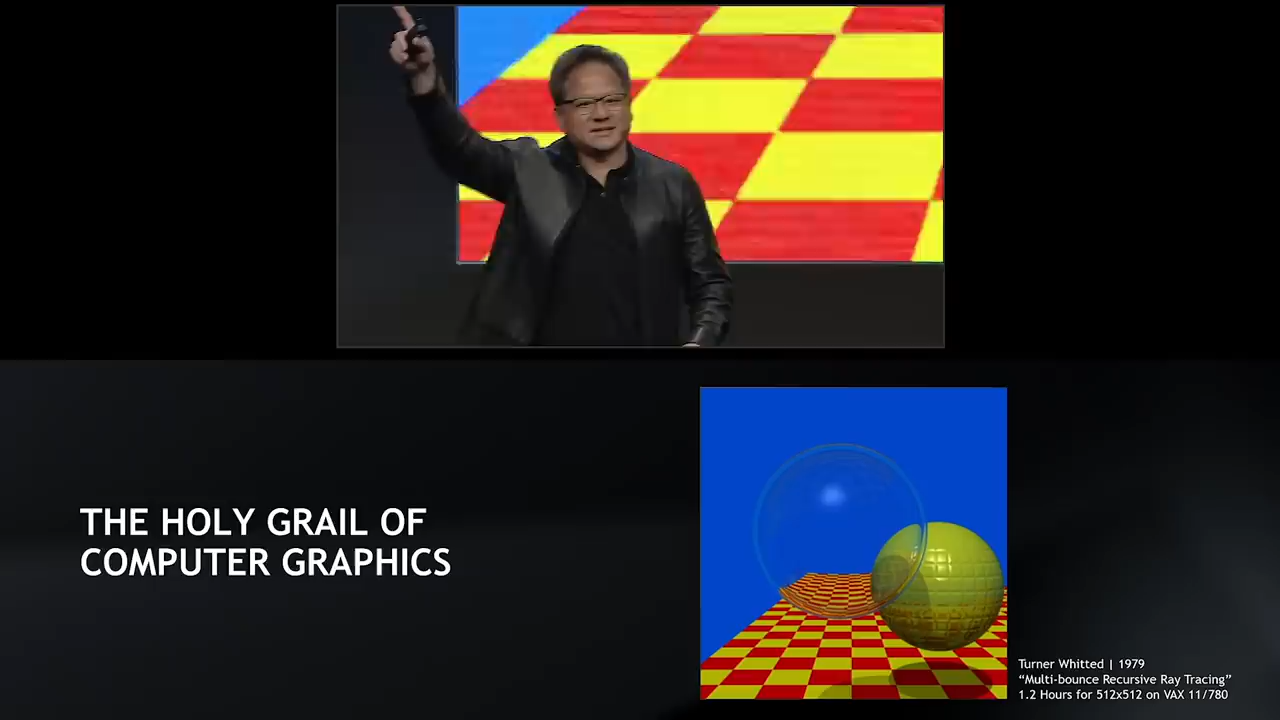 THE HOLY GRAIL OF
COMPUTER GRAPHICS
Turner Whitted | 1979
“Multi-bounce Recursive Ray Tracing”
1.2 Hours for 512x512 on VAX 11/780